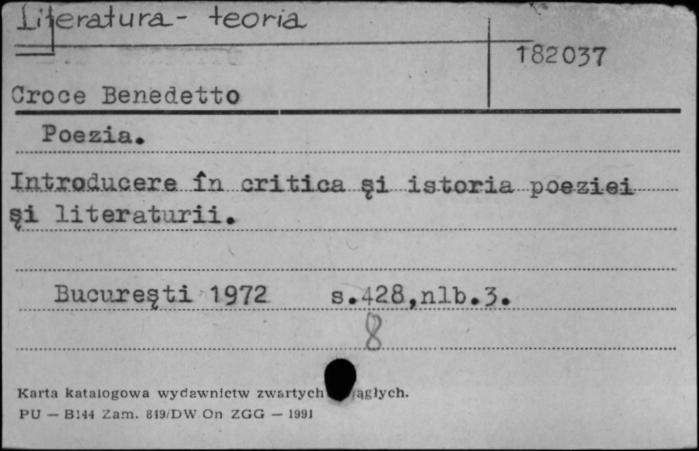 Literatura - teoria
182037
Croce Benedetto
Poezia.
Introducere în critica şi istoria poeziei
şi literaturii.
Bucureşti 1972 s.428,nlb.3.
8
Karta katalogowa wydawnictw zwartych
PU — B144 Zam. 819/DW On ZGG — 1991